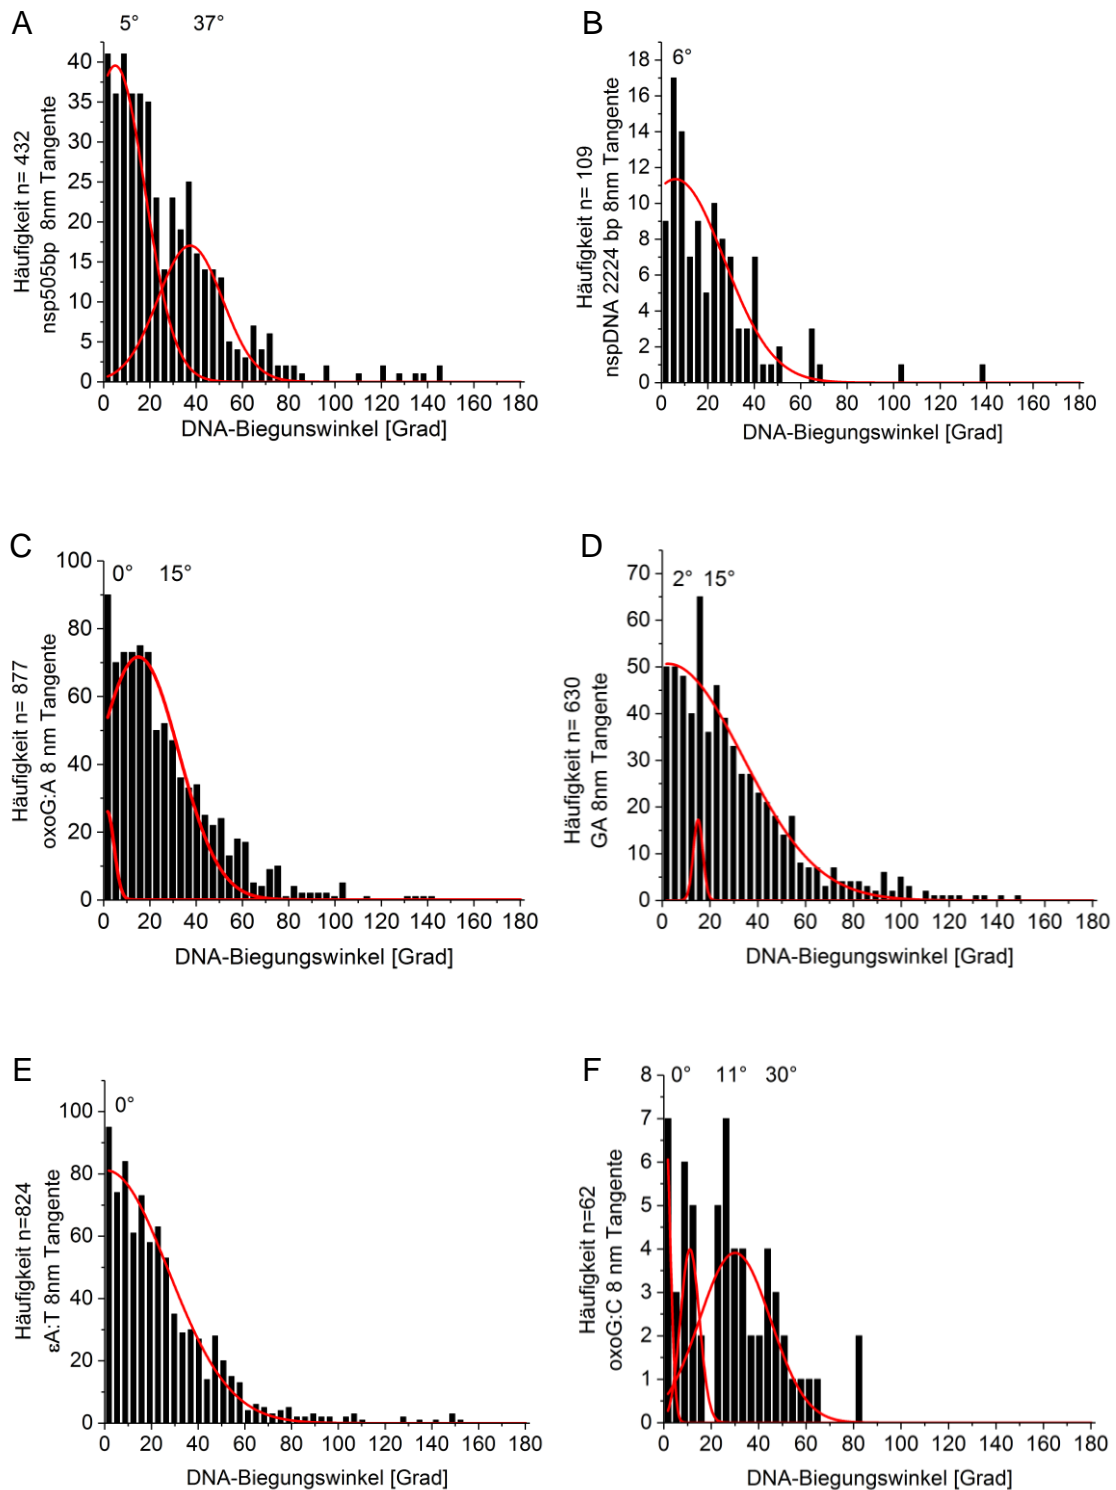 A
5° 37°
Häufigkeit n= 432
nsp505bp 8nm Tangente
40
35
30
25
20
15
10
5
0
0 20 40 60 80 100 120 140 160 180
DNA-Biegunswinkel [Grad]
B
6°
Häufigkeit n= 109
nspDNA 2224 bp 8nm Tangente
18
16
14
12
10
8
6
4
2
0
0 20 40 60 80 100 120 140 160 180
DNA-Biegungswinkel [Grad]
C
0° 15°
Häufigkeit n= 877
oxoG:A 8 nm Tangente
100
80
60
40
20
0
0 20 40 60 80 100 120 140 160 180
DNA-Biegungswinkel [Grad]
D
2° 15°
Häufigkeit n= 630
GA 8nm Tangente
70
60
50
40
30
20
10
0
0 20 40 60 80 100 120 140 160 180
DNA-Biegungswinkel [Grad]
E
0°
Häufigkeit n=824
εA:T 8nm Tangente
100
80
60
40
20
0
0 20 40 60 80 100 120 140 160 180
DNA-Biegungswinkel [Grad]
F
0° 11° 30°
Häufigkeit n=62
oxoG:C 8 nm Tangente
8
7
6
5
4
3
2
1
0
0 20 40 60 80 100 120 140 160 180
DNA-Biegungswinkel [Grad]